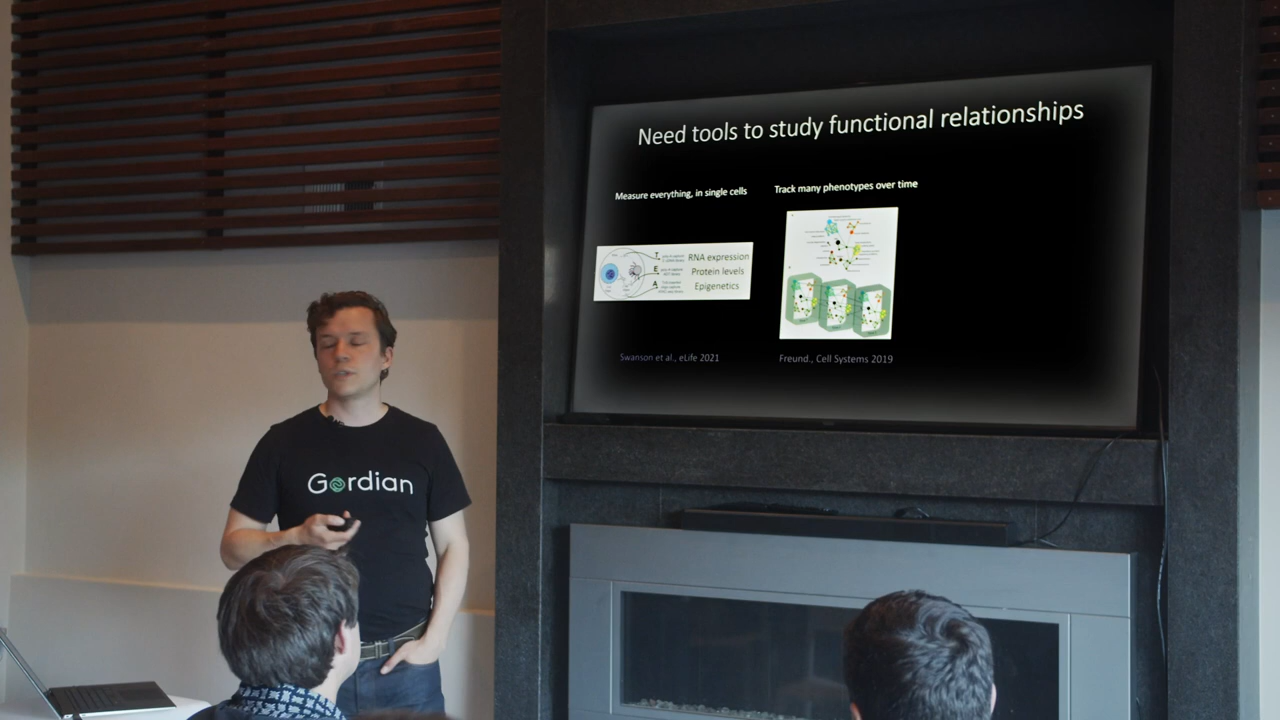 Need tools to study functional relationships
Measure everything, in single cells
Track many phenotypes over time
T
E
A
RNA expression
Protein levels
Epigenetics
Swanson et al., eLife 2021
Freund., Cell Systems 2019
Gordian